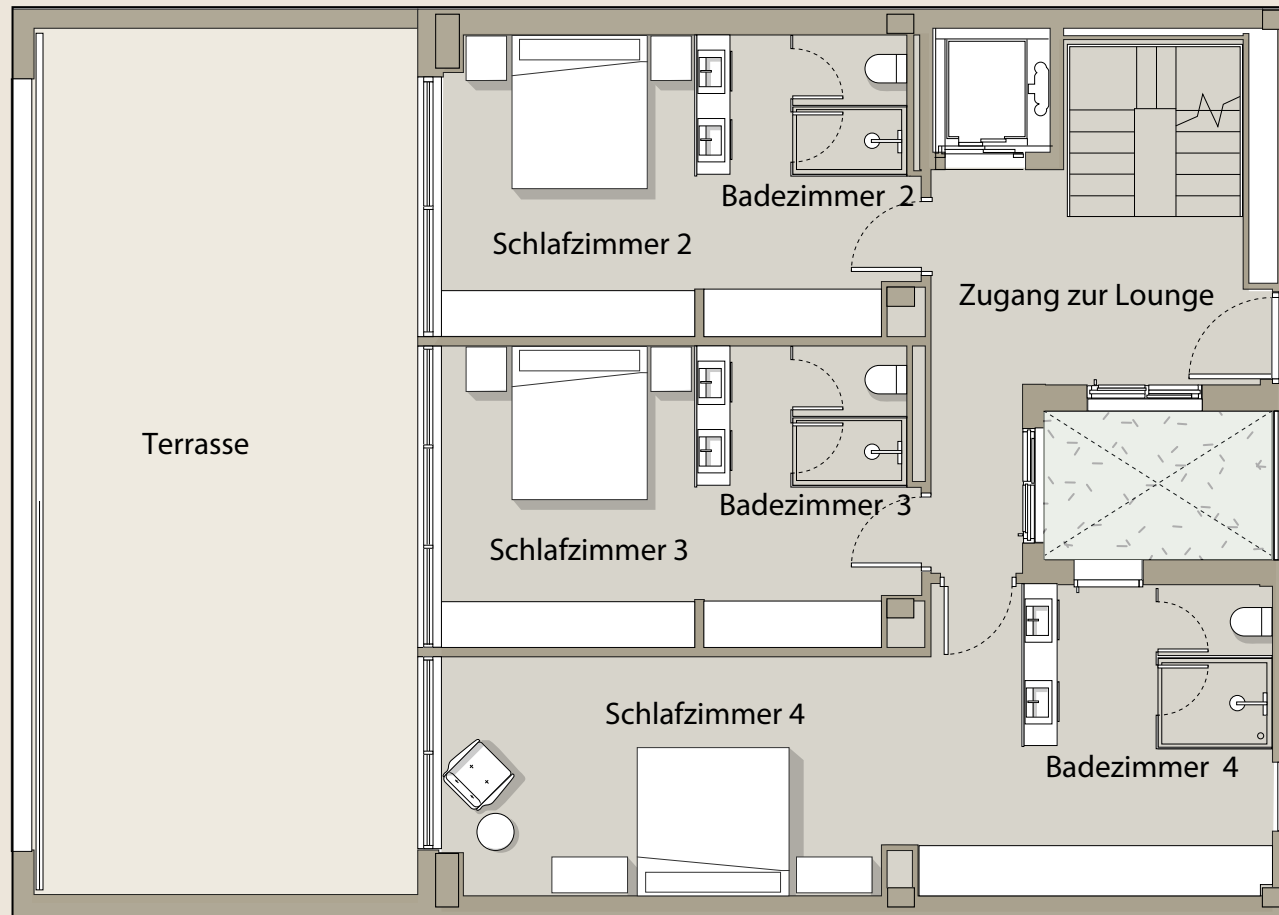 Badezimmer 2
Schlafzimmer 2
Zugang zur Lounge
Terrasse
Badezimmer 3
Schlafzimmer 3
Schlafzimmer 4
Badezimmer 4